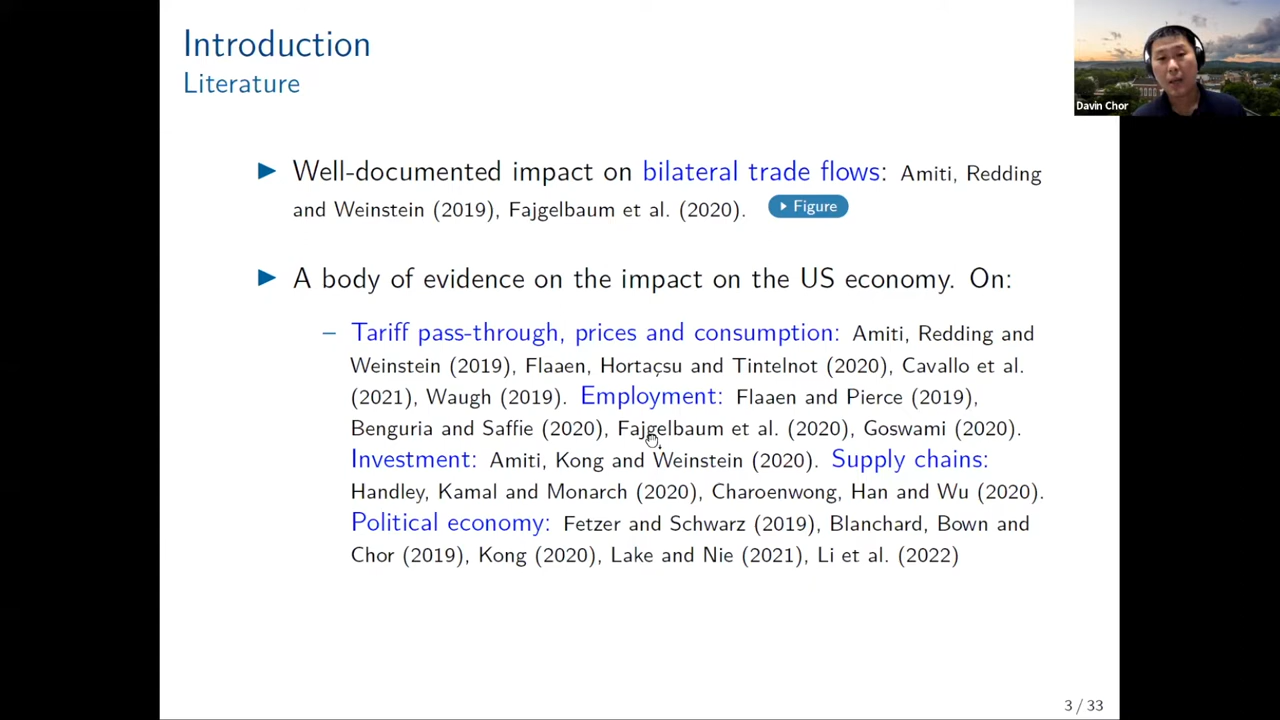 Introduction
Literature
Davin Chor
▶ Well-documented impact on bilateral trade flows: Amiti, Redding
and Weinstein (2019), Fajgelbaum et al. (2020). ▶ Figure
▶ A body of evidence on the impact on the US economy. On:
– Tariff pass-through, prices and consumption: Amiti, Redding and
Weinstein (2019), Flaaen, Hortaçsu and Tintelnot (2020), Cavallo et al.
(2021), Waugh (2019). Employment: Flaaen and Pierce (2019),
Benguria and Saffie (2020), Fajgelbaum et al. (2020), Goswami (2020).
Investment: Amiti, Kong and Weinstein (2020). Supply chains:
Handley, Kamal and Monarch (2020), Charoenwong, Han and Wu (2020).
Political economy: Fetzer and Schwarz (2019), Blanchard, Bown and
Chor (2019), Kong (2020), Lake and Nie (2021), Li et al. (2022)
3 / 33